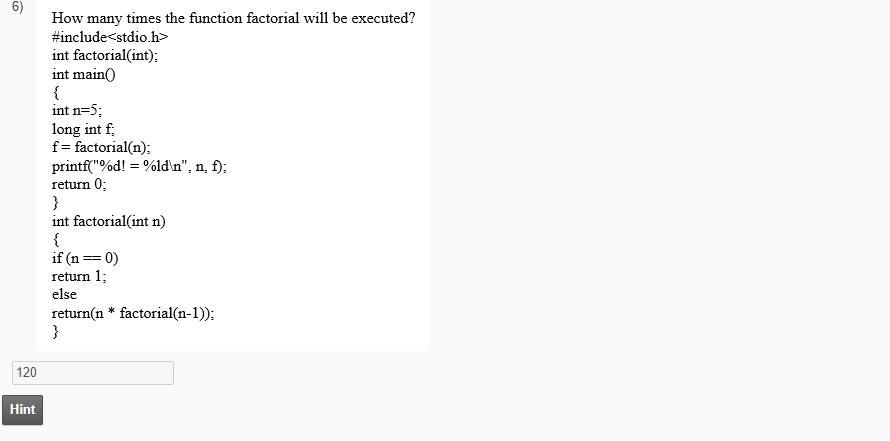 6)
How many times the function factorial will be executed?
#include<stdio.h>
int factorial(int);
int main()
{
int n=5;
long int f;
f = factorial(n);
printf("%d! = %ld\n", n, f);
return 0;
}
int factorial(int n)
{
if (n == 0)
return 1;
else
return(n * factorial(n-1));
}
120
Hint